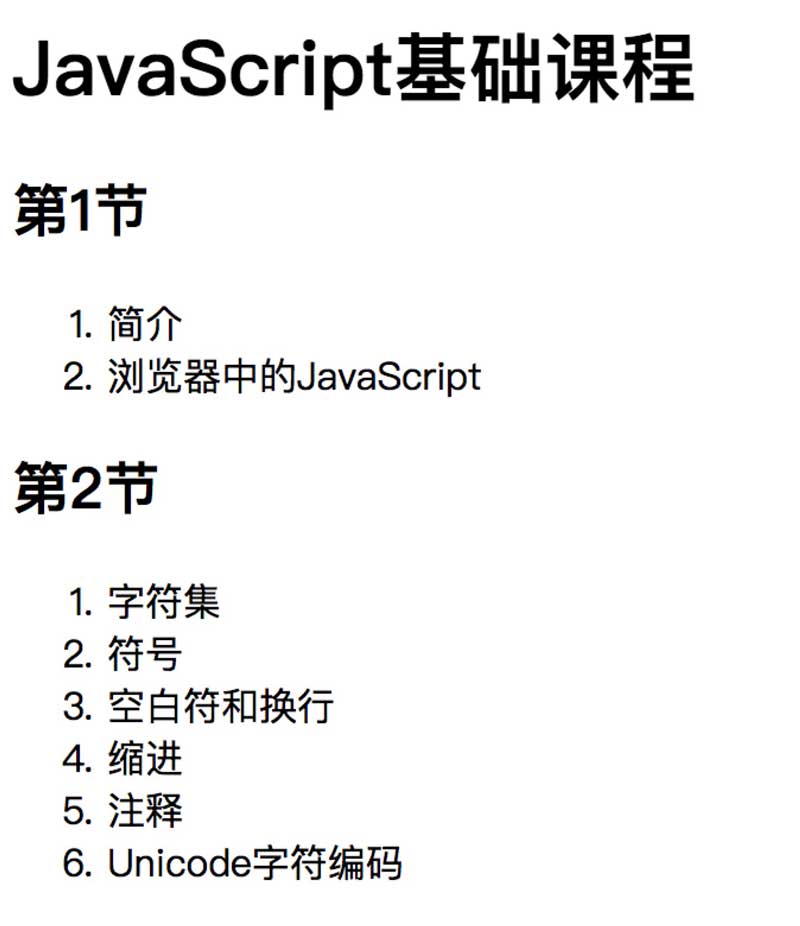 JavaScript基础课程
第1节
1. 简介
2. 浏览器中的JavaScript
第2节
1. 字符集
2. 符号
3. 空白符和换行
4. 缩进
5. 注释
6. Unicode字符编码